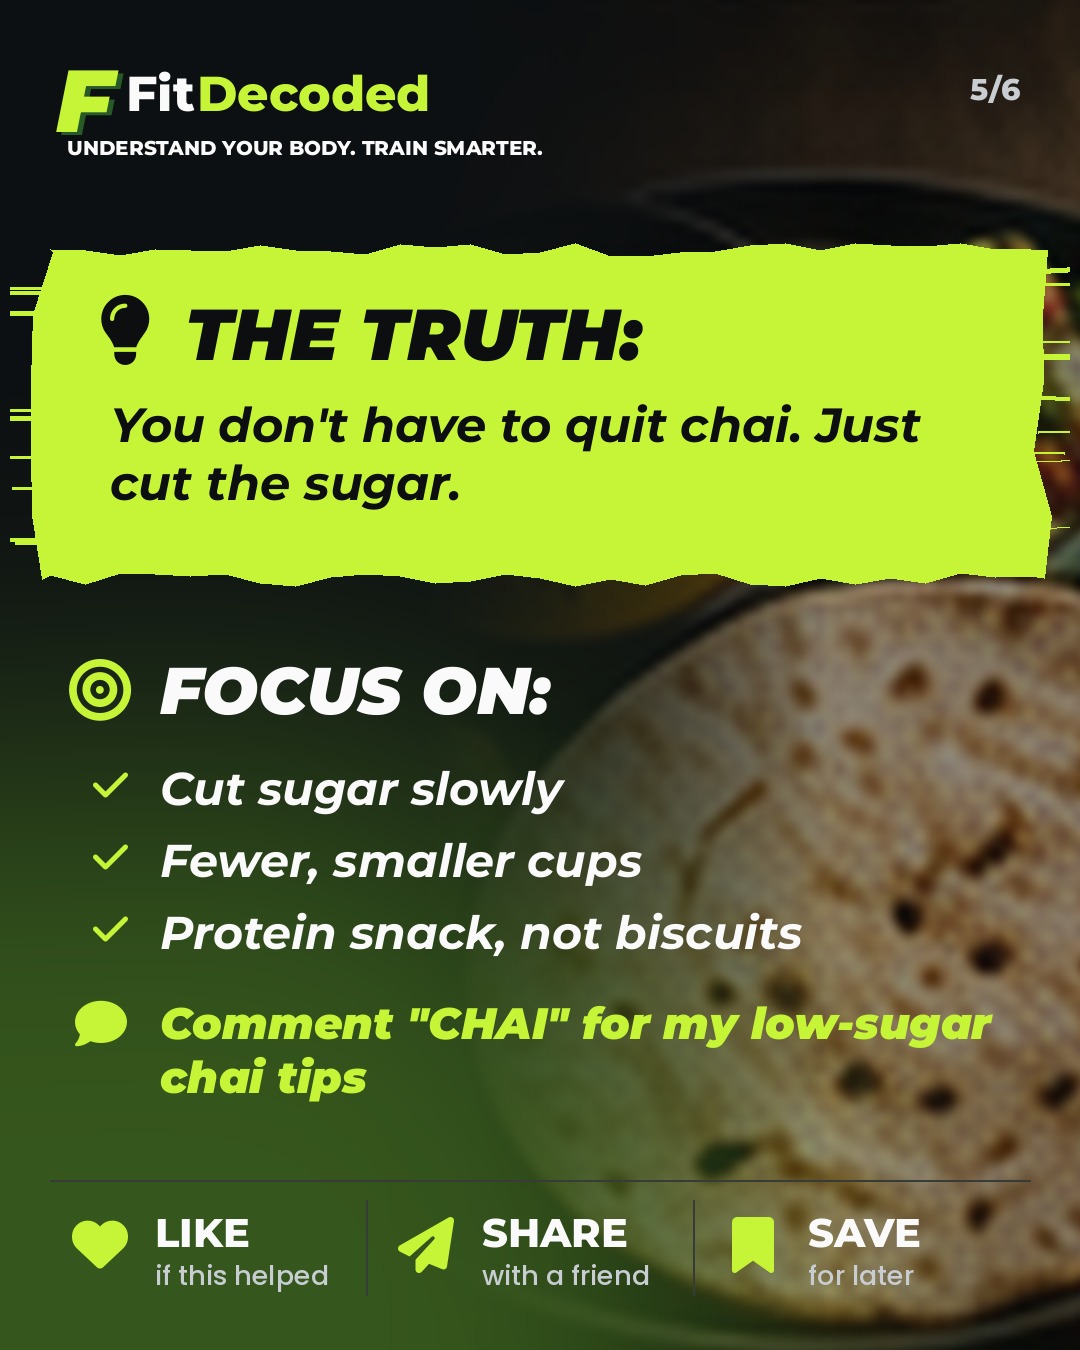 FitDecoded
5/6
UNDERSTAND YOUR BODY. TRAIN SMARTER.
THE TRUTH:
You don't have to quit chai. Just
cut the sugar.
FOCUS ON:
Cut sugar slowly
Fewer, smaller cups
Protein snack, not biscuits
Comment "CHAI" for my low-sugar
chai tips
LIKE
if this helped
SHARE
with a friend
SAVE
for later